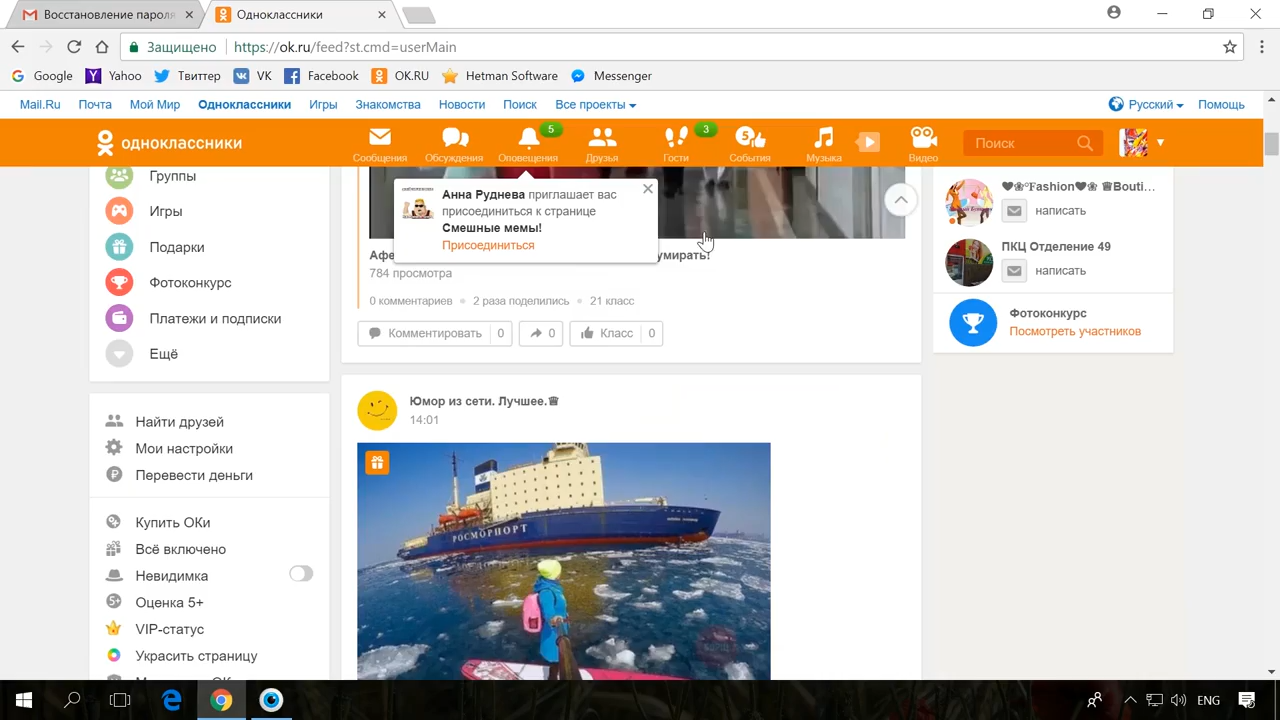 Восстановление пароля
Одноклассники
Защищено
https://ok.ru/feed?st.cmd=userMain
Google
Yahoo
Твиттер
VK
Facebook
OK.RU
Hetman Software
Messenger
Mail.Ru
Почта
Мой Мир
Одноклассники
Игры
Знакомства
Новости
Поиск
Все проекты
Русский
Помощь
одноклассники
Сообщения
Обсуждения
5
Оповещения
Друзья
3
Гости
5
События
Музыка
Видео
Поиск
Группы
Игры
Подарки
Фотоконкурс
Платежи и подписки
Ещё
Найти друзей
Мои настройки
Перевести деньги
Купить ОКи
Всё включено
Невидимка
5+
Оценка 5+
VIP-статус
Украсить страницу
Анна Руднева приглашает вас
присоединиться к странице
Смешные мемы!
Присоединиться
умирать!
784 просмотра
0 комментариев
2 раза поделились
21 класс
Комментировать 0
0
Класс 0
Юмор из сети. Лучшее.♕
14:01
РОСМОРПОРТ
❤❀°Fashion❤❀ ♕Bouti...
написать
ПКЦ Отделение 49
написать
Фотоконкурс
Посмотреть участников
ENG